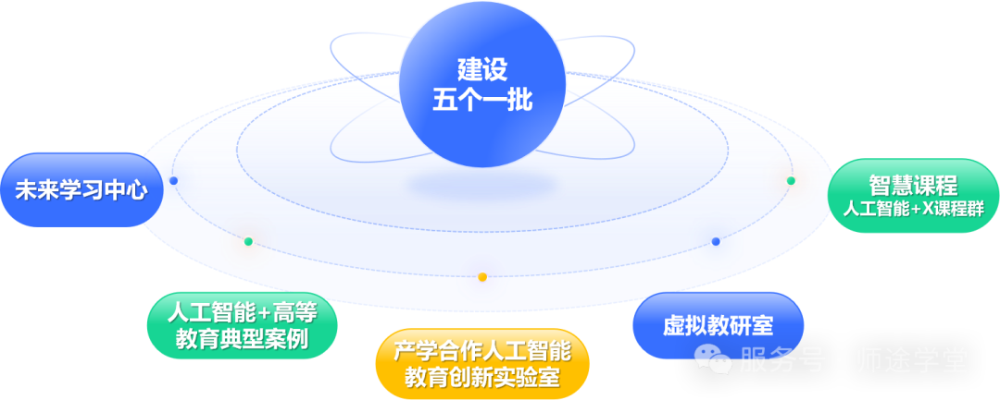 建设
五个一批
未来学习中心
智慧课程
人工智能+X课程群
人工智能+高等
教育典型案例
产学合作人工智能
教育创新实验室
虚拟教研室
服务号 · 师途学堂